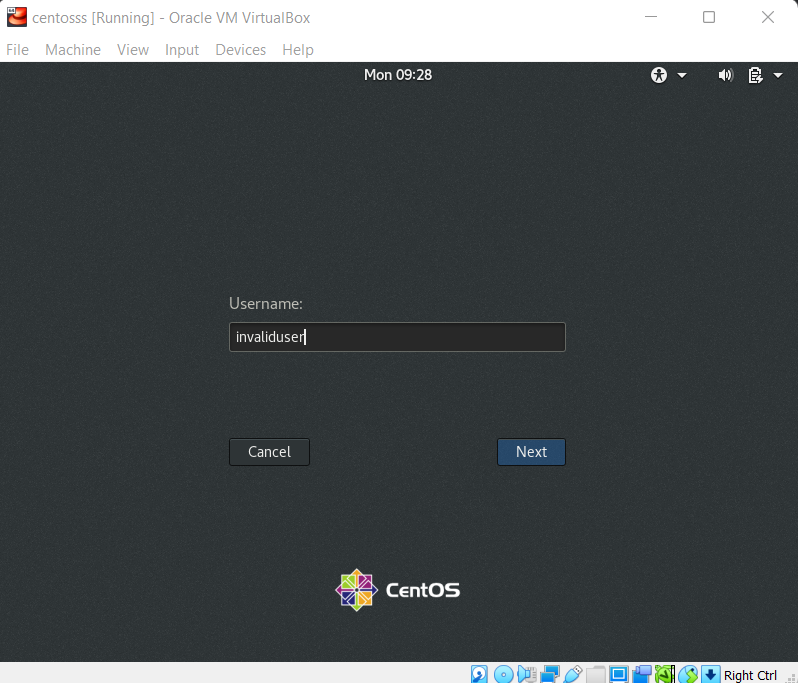 centosss [Running] - Oracle VM VirtualBox
File Machine View Input Devices Help
Mon 09:28
Username:
invaliduser
Cancel Next
CentOS
Right Ctrl